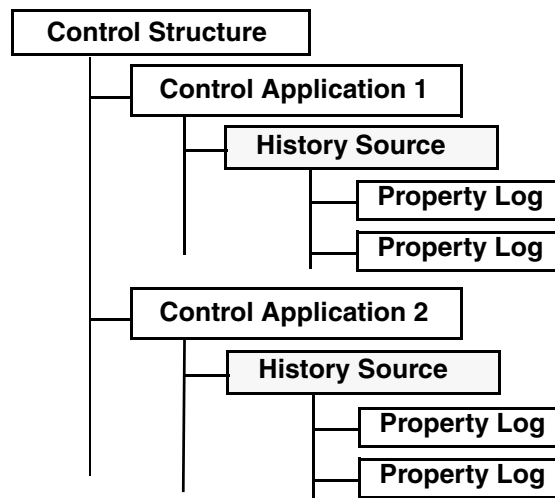 Control Structure
Control Application 1
History Source
Property Log
Property Log
Control Application 2
History Source
Property Log
Property Log